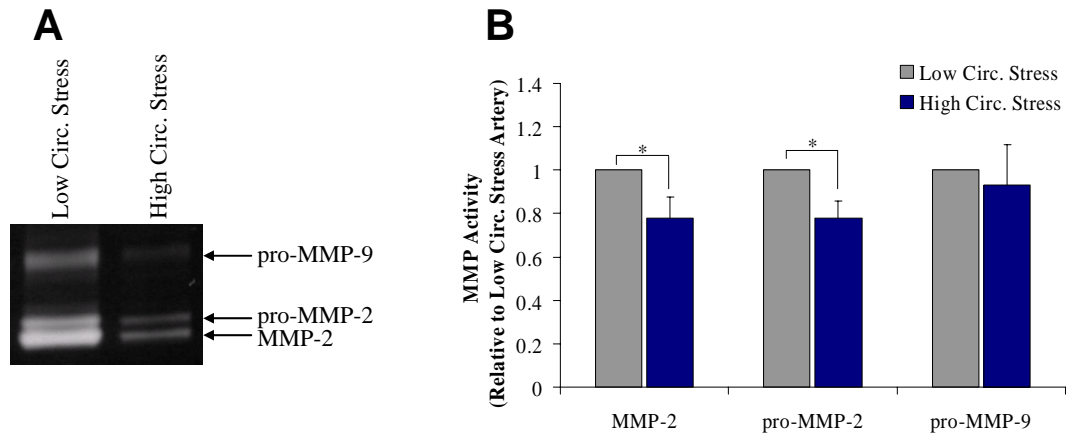 A
Low Circ. Stress
High Circ. Stress
pro-MMP-9
pro-MMP-2
MMP-2
B
Low Circ. Stress
High Circ. Stress
MMP Activity
(Relative to Low Circ. Stress Artery)
1.4
1.2
1
0.8
0.6
0.4
0.2
0
*
*
MMP-2
pro-MMP-2
pro-MMP-9